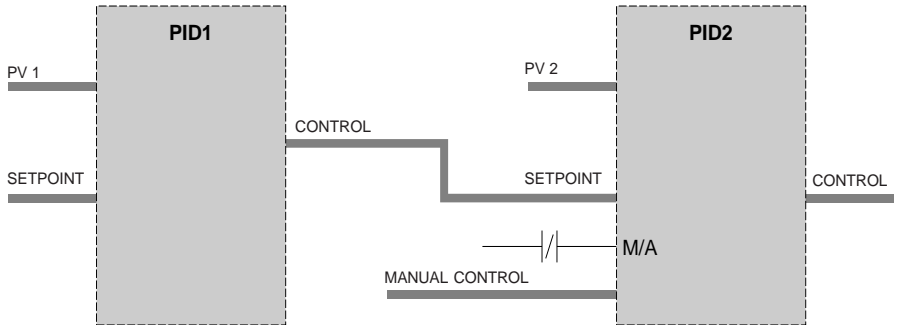 PID1
PID2
PV 1
PV 2
CONTROL
SETPOINT
SETPOINT
CONTROL
M/A
MANUAL CONTROL